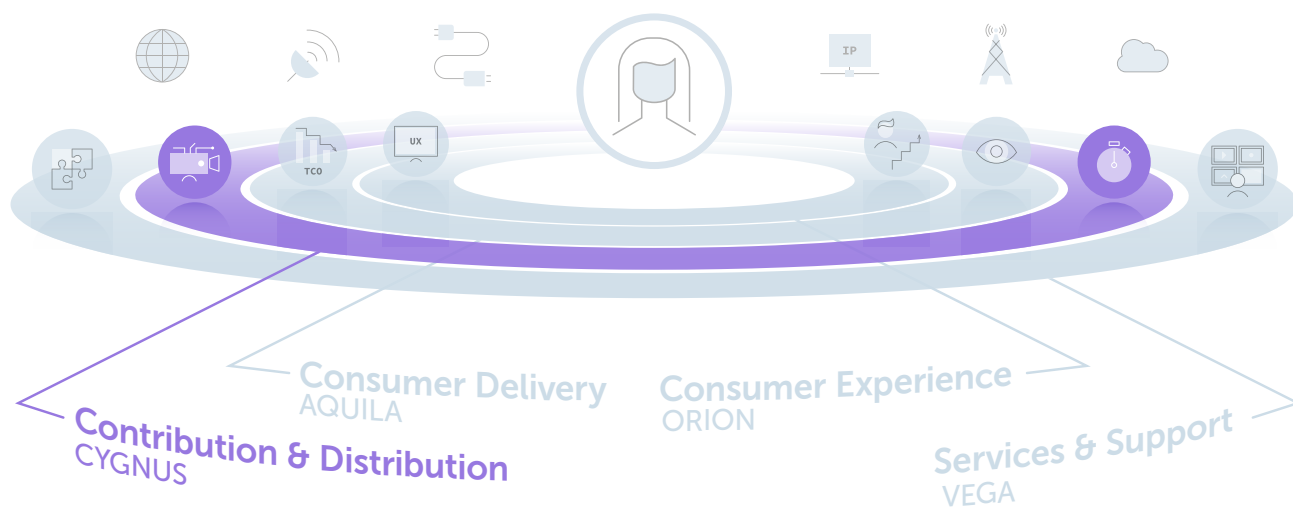 IP
UX
TCO
Consumer Delivery
AQUILA
Consumer Experience
ORION
Contribution & Distribution
CYGNUS
Services & Support
VEGA